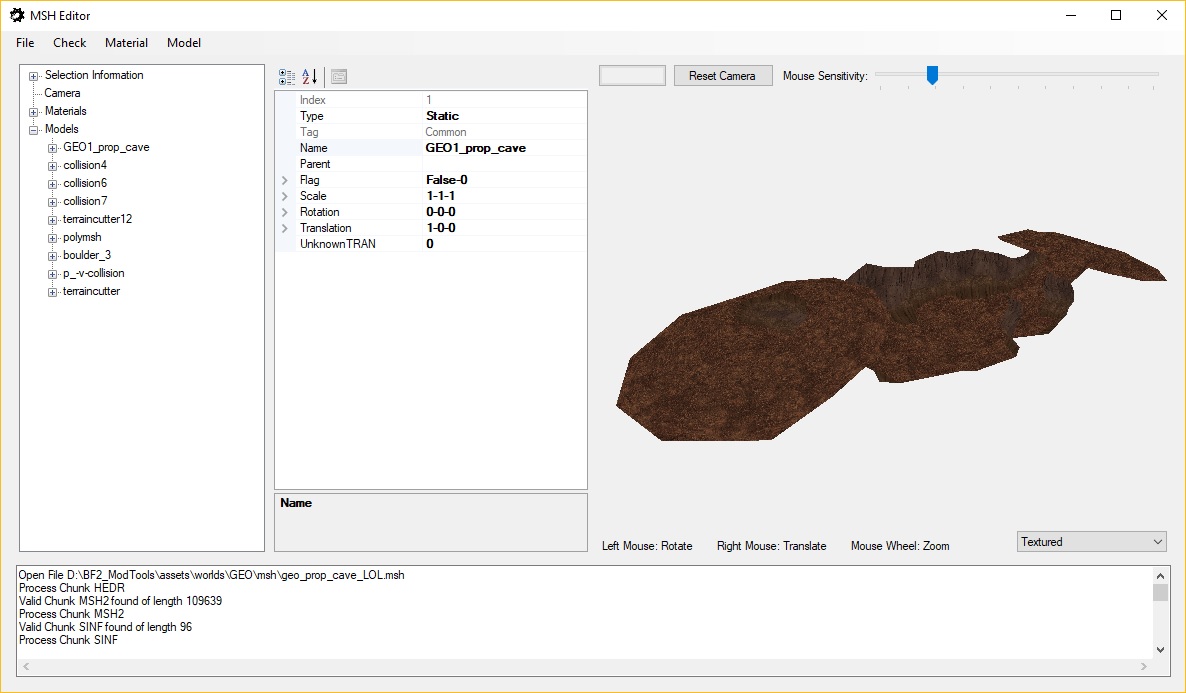 MSH Editor
File Check Material Model
Selection Information
Camera
Materials
Models
GEO1_prop_cave
collision4
collision6
collision7
terraincutter12
polymsh
boulder_3
p_-v-collision
terraincutter
Index 1
Type Static
Tag Common
Name GEO1_prop_cave
Parent
Flag False-0
Scale 1-1-1
Rotation 0-0-0
Translation 1-0-0
UnknownTRAN 0
Name
Reset Camera Mouse Sensitivity:
Left Mouse: Rotate Right Mouse: Translate Mouse Wheel: Zoom
Textured
Open File D:\BF2_ModTools\assets\worlds\GEO\msh\geo_prop_cave_LOL.msh
Process Chunk HEDR
Valid Chunk MSH2 found of length 109639
Process Chunk MSH2
Valid Chunk SINF found of length 96
Process Chunk SINF